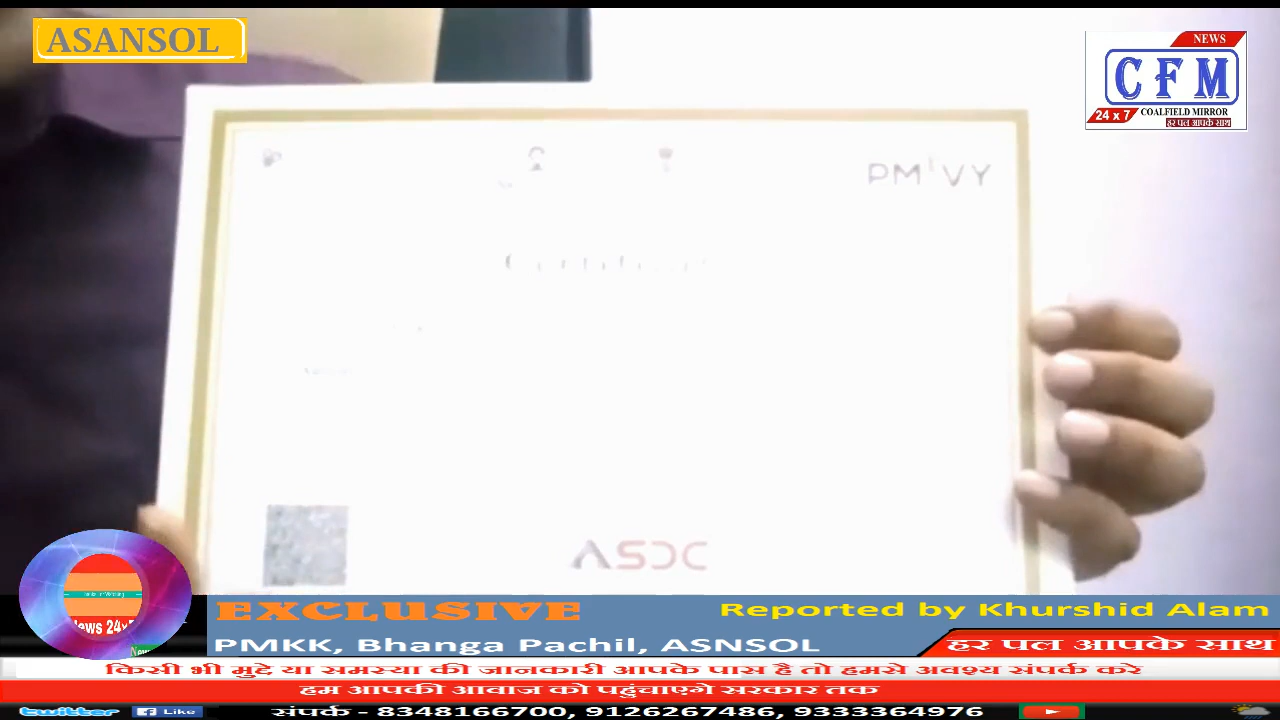 ASANSOL
NEWS
CFM
24 x 7 COALFIELD MIRROR
हर पल आपके साथ
ASDC
News 24x7
EXCLUSIVE
Reported by Khurshid Alam
PMKK, Bhanga Pachil, ASNSOL
हर पल आपके साथ
किसी भी मुद्दे या समस्या की जानकारी आपके पास है तो हमसे अवश्य संपर्क करे
हम आपकी आवाज को पहुंचाएगे सरकार तक
twitter Like संपर्क - 8348166700, 9126267486, 9333364976